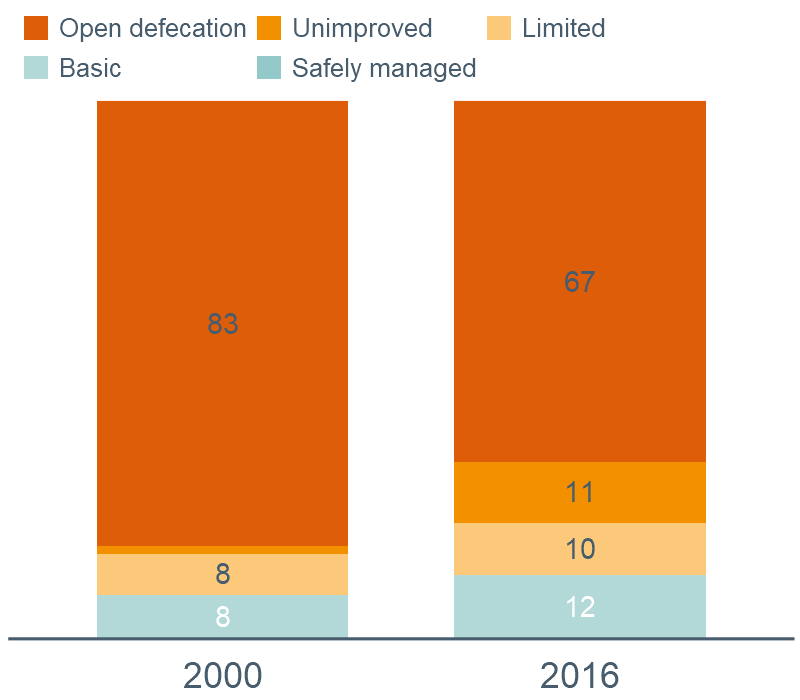 Open defecation Unimproved Limited
Basic Safely managed
83 67
11
8 10
8 12
2000 2016